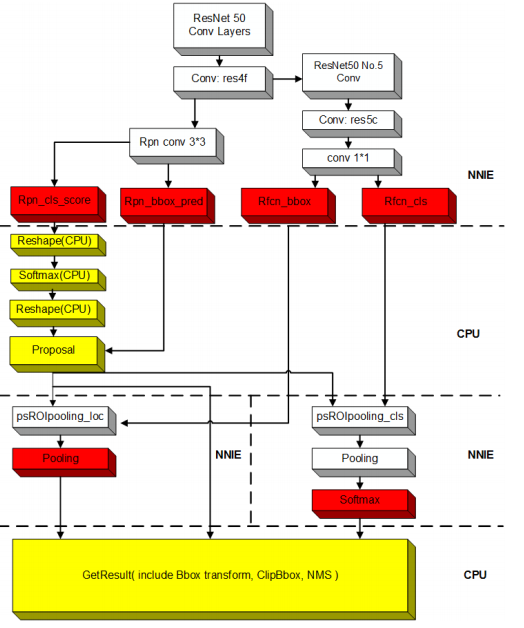 ResNet 50
Conv Layers
Conv: res4f
ResNet50 No.5
Conv
Conv: res5c
Rpn conv 3*3
conv 1*1
NNIE
Rpn_cls_score
Rpn_bbox_pred
Rfcn_bbox
Rfcn_cls
Reshape(CPU)
Softmax(CPU)
Reshape(CPU)
CPU
Proposal
psROIpooling_loc
psROIpooling_cls
Pooling
NNIE
Pooling
NNIE
Softmax
GetResult( include Bbox transform, ClipBbox, NMS )
CPU